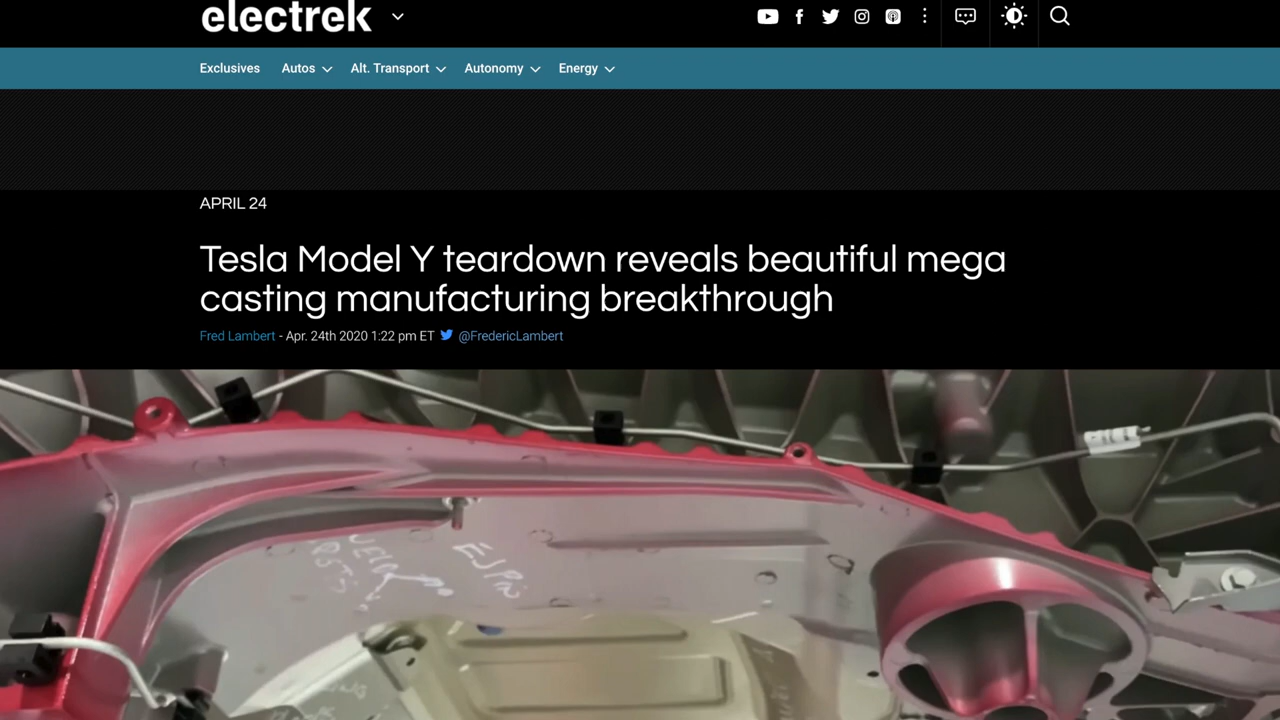 electrek
Exclusives Autos Alt. Transport Autonomy Energy
APRIL 24
Tesla Model Y teardown reveals beautiful mega
casting manufacturing breakthrough
Fred Lambert - Apr. 24th 2020 1:22 pm ET @FredericLambert